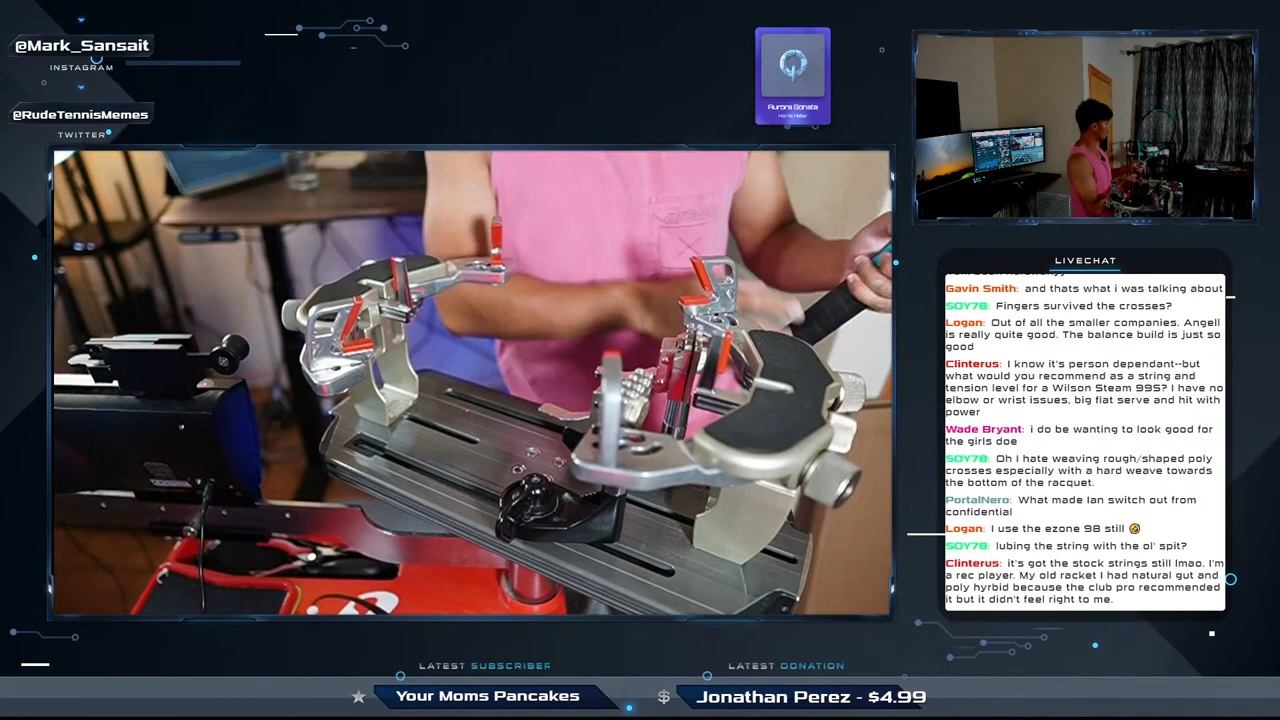 @Mark_Sansait
INSTAGRAM
@RudeTennisMemes
TWITTER
Aurora Sonata
LIVECHAT
Gavin Smith: and thats what i was talking about
SOY78: Fingers survived the crosses?
Logan: Out of all the smaller companies. Angell
is really quite good. The balance build is just so
good
Clinterus: I know it's person dependant--but
what would you recommend as a string and
tension level for a Wilson Steam 99S? I have no
elbow or wrist issues, big flat serve and hit with
power
Wade Bryant: i do be wanting to look good for
the girls doe
SOY78: Oh I hate weaving rough/shaped poly
crosses especially with a hard weave towards
the bottom of the racquet.
PortalNero: What made Ian switch out from
confidential
Logan: I use the ezone 98 still
SOY78: lubing the string with the ol' spit?
Clinterus: it's got the stock strings still lmao. I'm
a rec player. My old racket I had natural gut and
poly hyrbid because the club pro recommended
it but it didn't feel right to me.
LATEST SUBSCRIBER
Your Moms Pancakes
LATEST DONATION
$ Jonathan Perez - $4.99